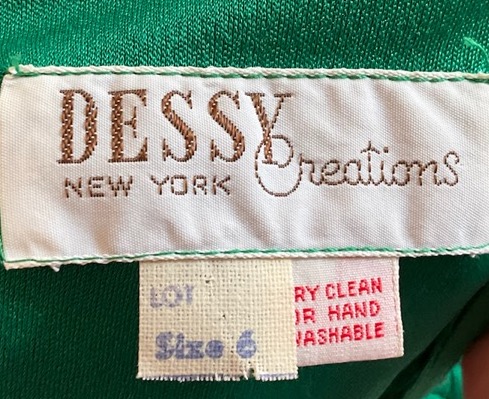 DESSY
NEW YORK Creations
LOT
Size 6
RY CLEAN
OR HAND
WASHABLE